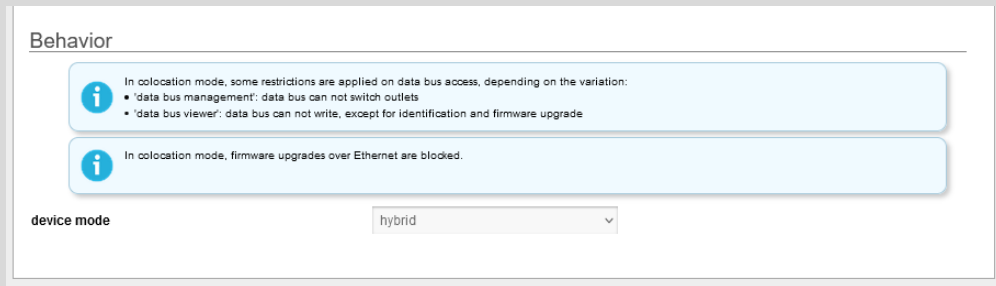 Behavior
In colocation mode, some restrictions are applied on data bus access, depending on the variation:
• 'data bus management': data bus can not switch outlets
• 'data bus viewer': data bus can not write, except for identification and firmware upgrade
In colocation mode, firmware upgrades over Ethernet are blocked.
device mode
hybrid